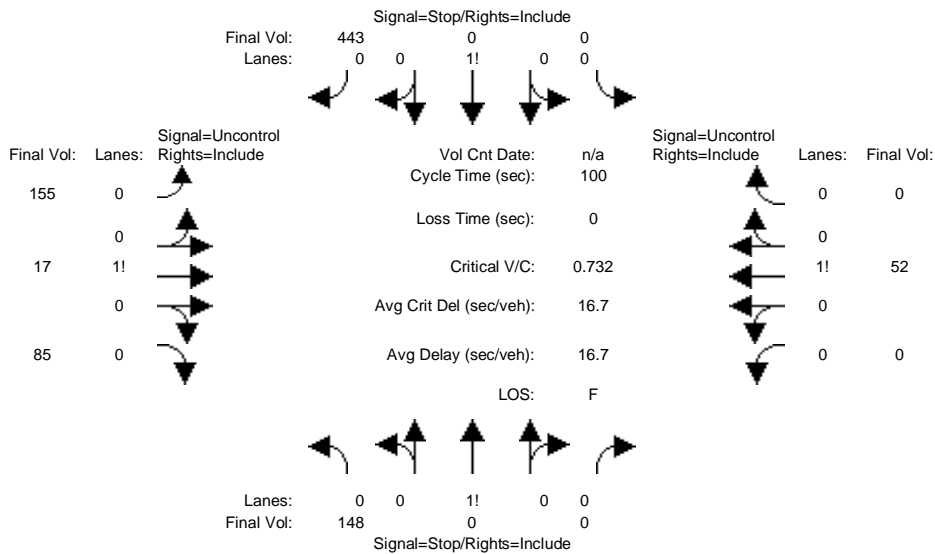 Signal=Stop/Rights=Include
Final Vol: 443 0 0
Lanes: 0 0 1! 0 0
Signal=Uncontrol
Final Vol: Lanes: Rights=Include
Vol Cnt Date: n/a
Signal=Uncontrol
Rights=Include Lanes: Final Vol:
Cycle Time (sec): 100
155 0
0 0
Loss Time (sec): 0
0
0
17 1!
Critical V/C: 0.732
1! 52
0
Avg Crit Del (sec/veh): 16.7
0
85 0
Avg Delay (sec/veh): 16.7
0 0
LOS: F
Lanes: 0 0 1! 0 0
Final Vol: 148 0 0
Signal=Stop/Rights=Include